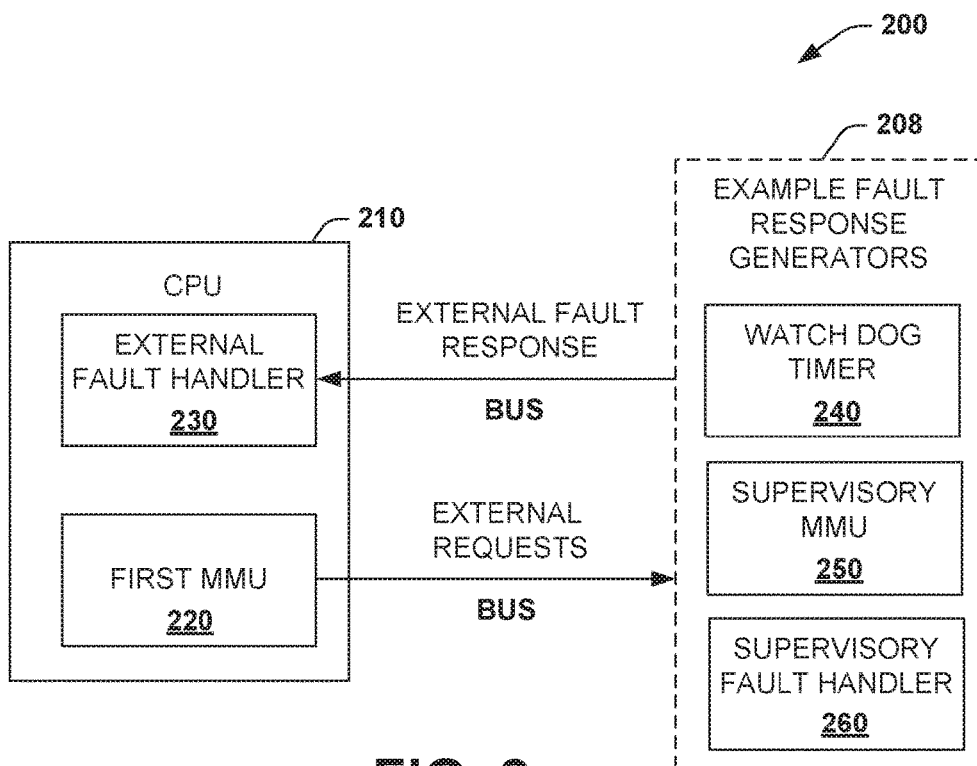 200
208
EXAMPLE FAULT
RESPONSE
GENERATORS
210
CPU
EXTERNAL
FAULT HANDLER
230
EXTERNAL FAULT
RESPONSE
BUS
WATCH DOG
TIMER
240
FIRST MMU
220
EXTERNAL
REQUESTS
BUS
SUPERVISORY
MMU
250
SUPERVISORY
FAULT HANDLER
260